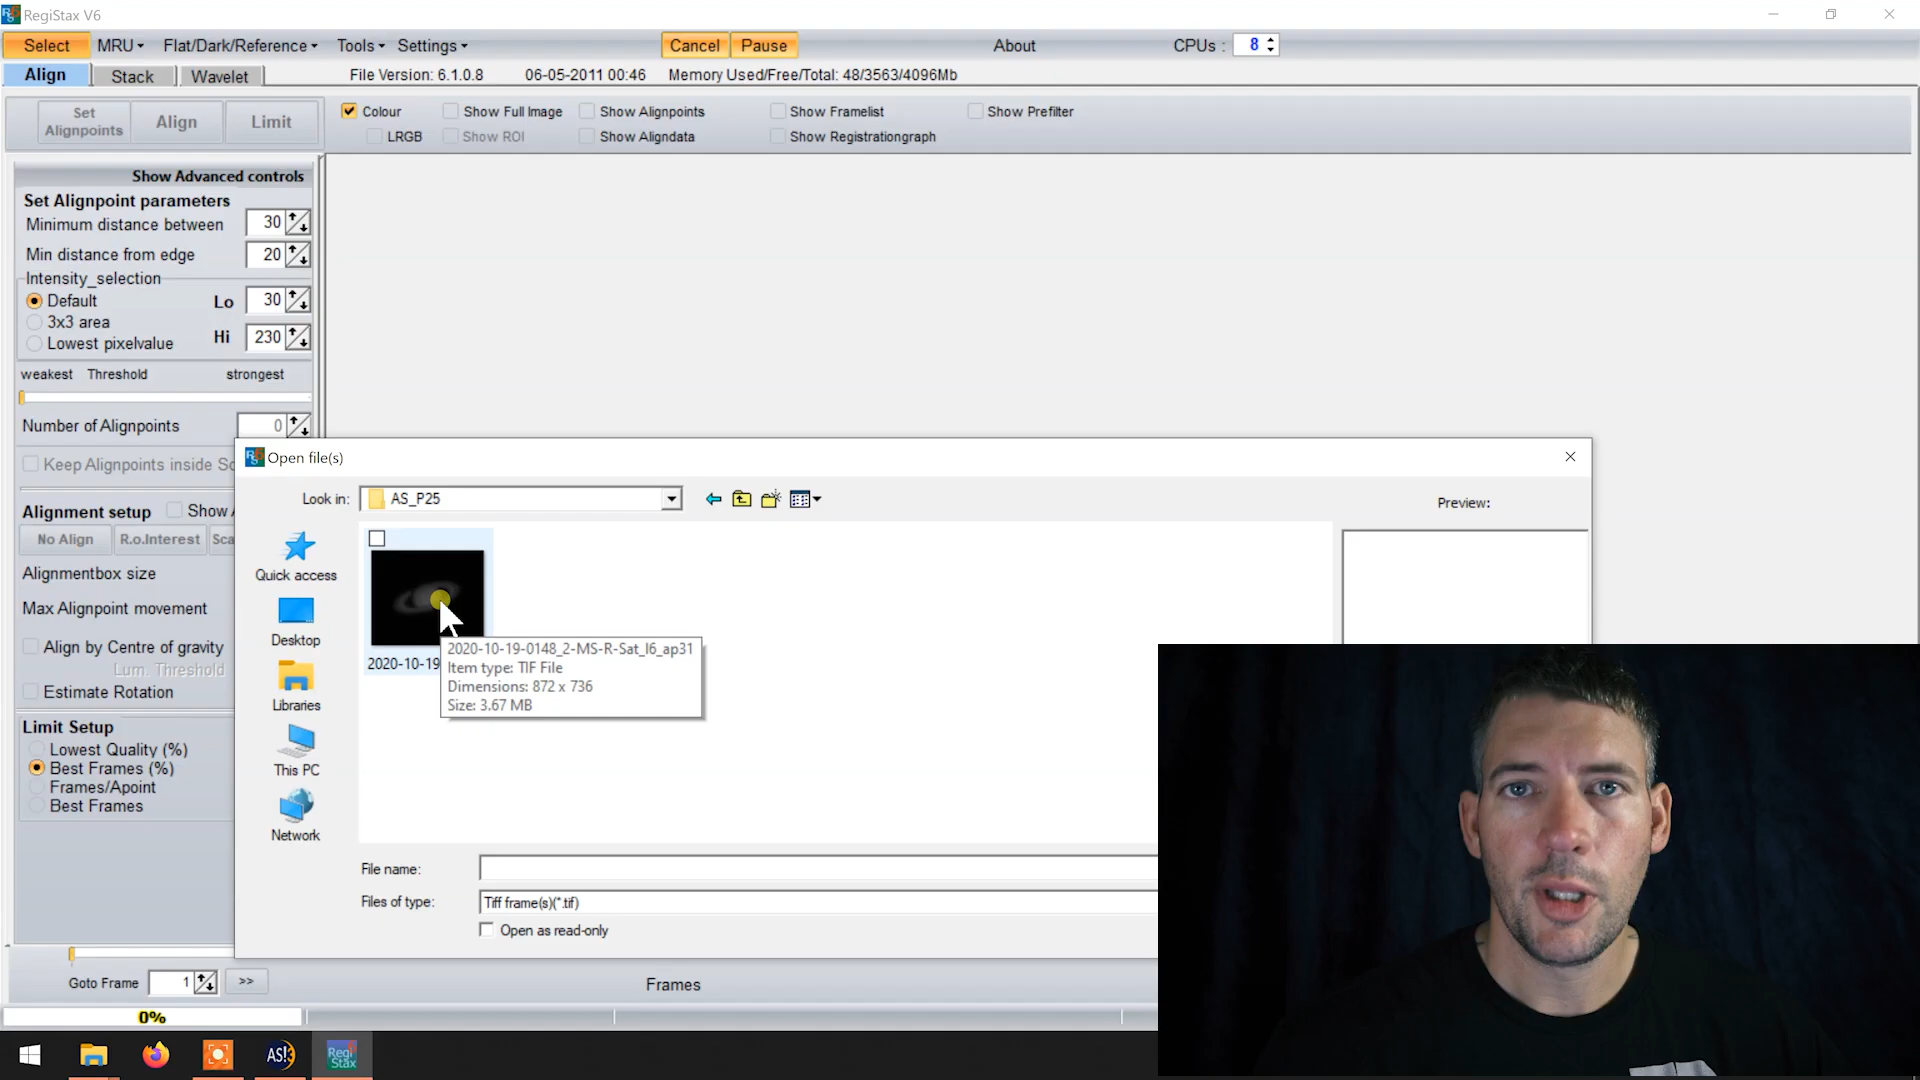 RegiStax V6
Select MRU Flat/Dark/Reference Tools Settings Cancel Pause About CPUs : 8
Align Stack Wavelet File Version: 6.1.0.8 06-05-2011 00:46 Memory Used/Free/Total: 48/3563/4096Mb
Set Alignpoints Align Limit
Colour Show Full Image Show Alignpoints Show Framelist Show Prefilter
LRGB Show ROI Show Aligndata Show Registrationgraph
Show Advanced controls
Set Alignpoint parameters
Minimum distance between 30
Min distance from edge 20
Intensity_selection
Default Lo 30
3x3 area
Hi 230
Lowest pixelvalue
weakest Threshold strongest
Number of Alignpoints 0
Keep Alignpoints inside
Alignment setup Show
No Align R.o.Interest
Alignmentbox size
Max Alignpoint movement
Align by Centre of gravity
Lum. Threshold
Estimate Rotation
Limit Setup
Lowest Quality (%)
Best Frames (%)
Frames/Apoint
Best Frames
Open file(s)
Look in: AS_P25
Preview:
Quick access
Desktop
Libraries
This PC
Network
2020-10-19
2020-10-19-0148_2-MS-R-Sat_l6_ap31
Item type: TIF File
Dimensions: 872 x 736
Size: 3.67 MB
File name:
Files of type: Tiff frame(s)(*.tif)
Open as read-only
Goto Frame 1 >> Frames
0%
AS!3
Regi Stax